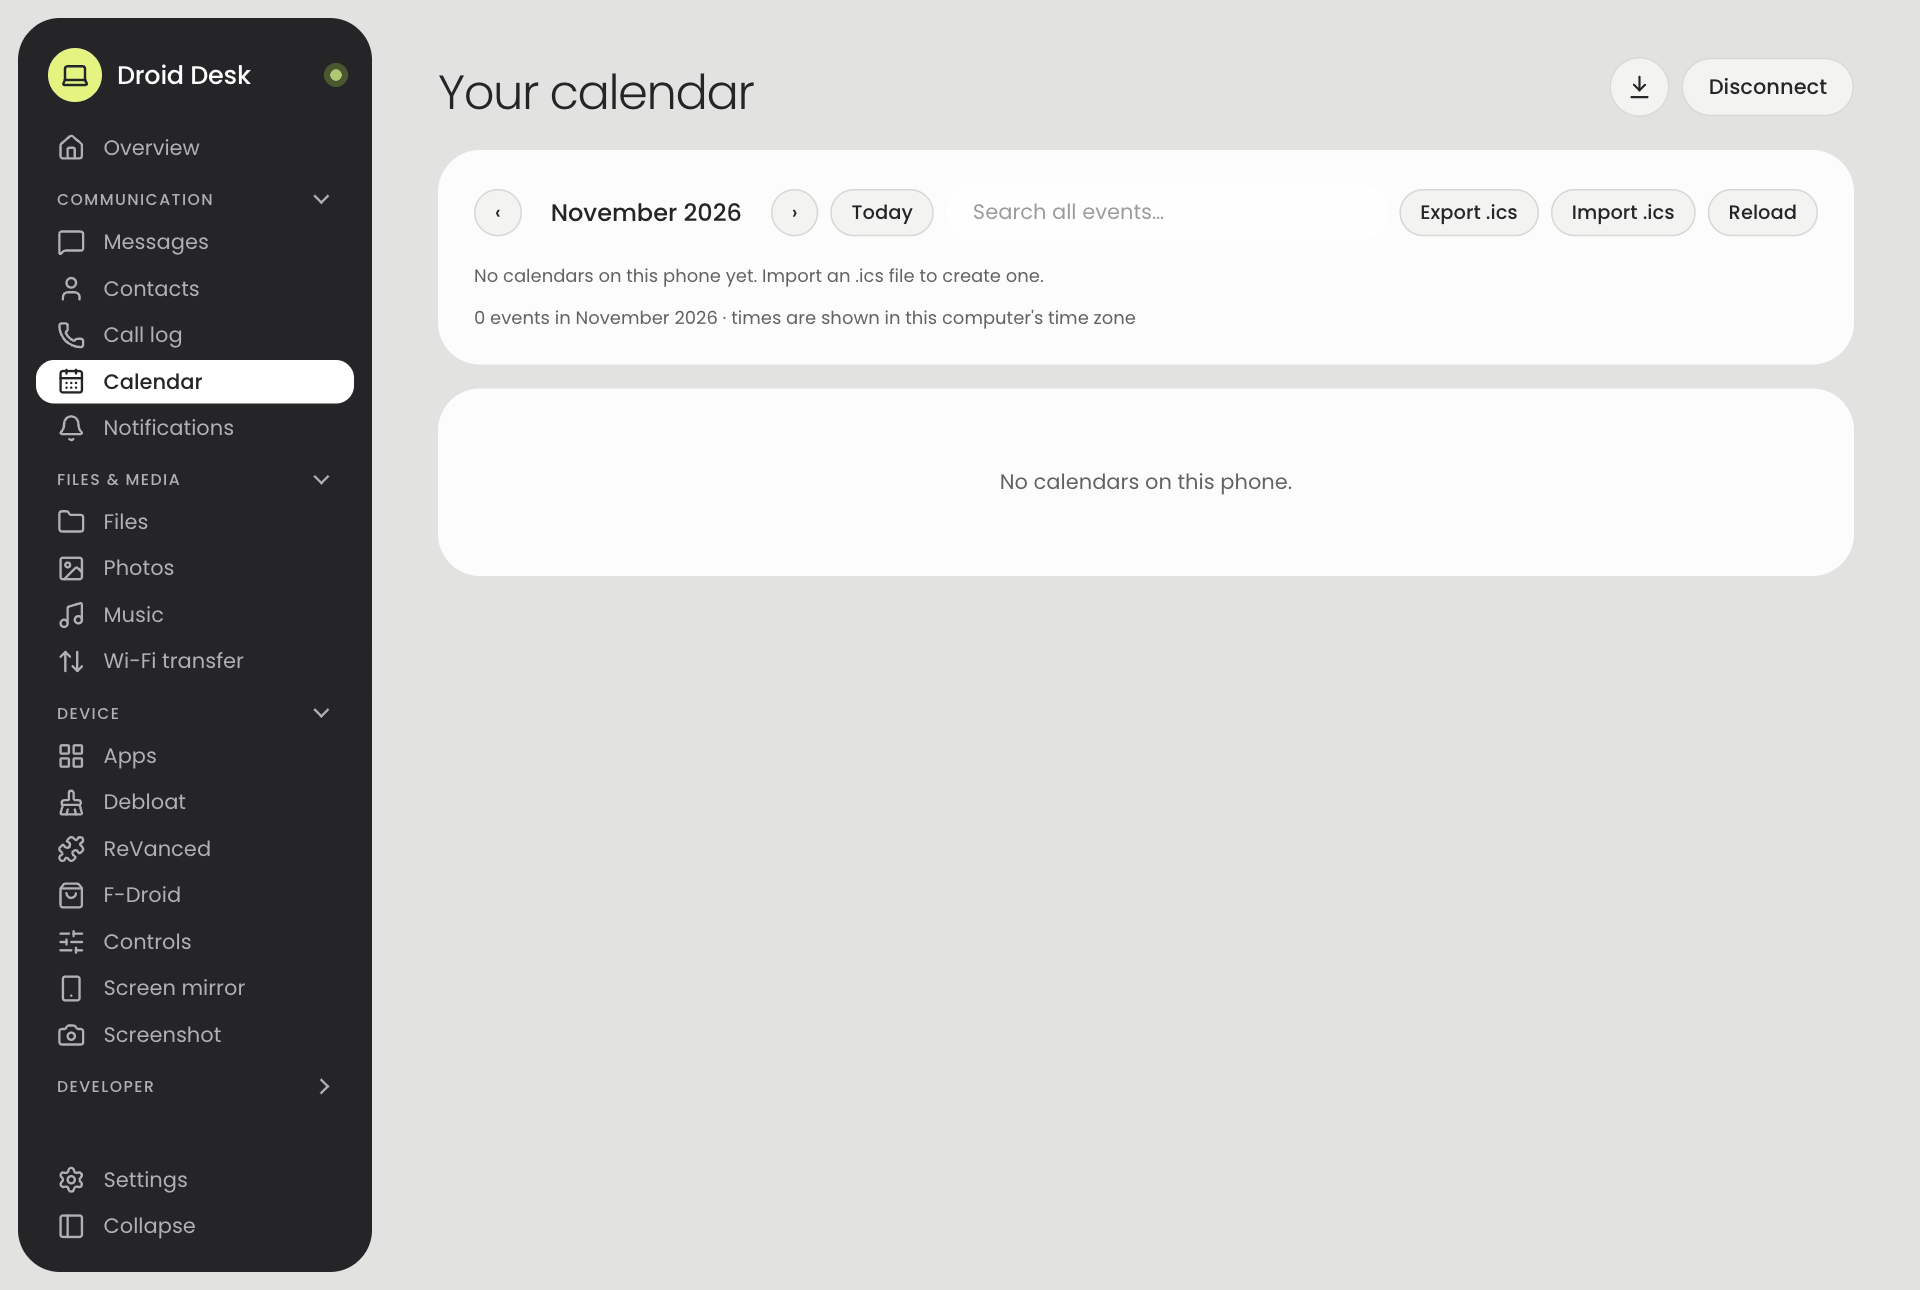 Droid Desk
Overview
COMMUNICATION
Messages
Contacts
Call log
Calendar
Notifications
FILES & MEDIA
Files
Photos
Music
Wi-Fi transfer
DEVICE
Apps
Debloat
ReVanced
F-Droid
Controls
Screen mirror
Screenshot
DEVELOPER
Settings
Collapse
Your calendar
Disconnect
‹ November 2026 › Today Search all events... Export .ics Import .ics Reload
No calendars on this phone yet. Import an .ics file to create one.
0 events in November 2026 · times are shown in this computer's time zone
No calendars on this phone.